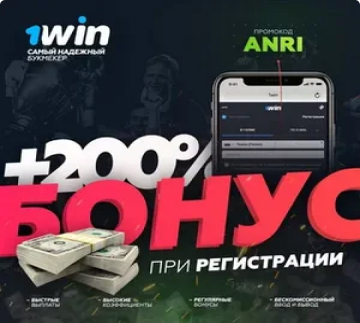 1win
САМЫЙ НАДЕЖНЫЙ
БУКМЕКЕР
ПРОМОКОД
ANRI
1win
+200%
БОНУС
ПРИ РЕГИСТРАЦИИ
- БЫСТРЫЕ ВЫПЛАТЫ
- ВЫСОКИЕ КОЭФФИЦИЕНТЫ
- РЕГУЛЯРНЫЕ БОНУСЫ
- БЕСКОМИССИОННЫЙ ВВОД и ВЫВОД